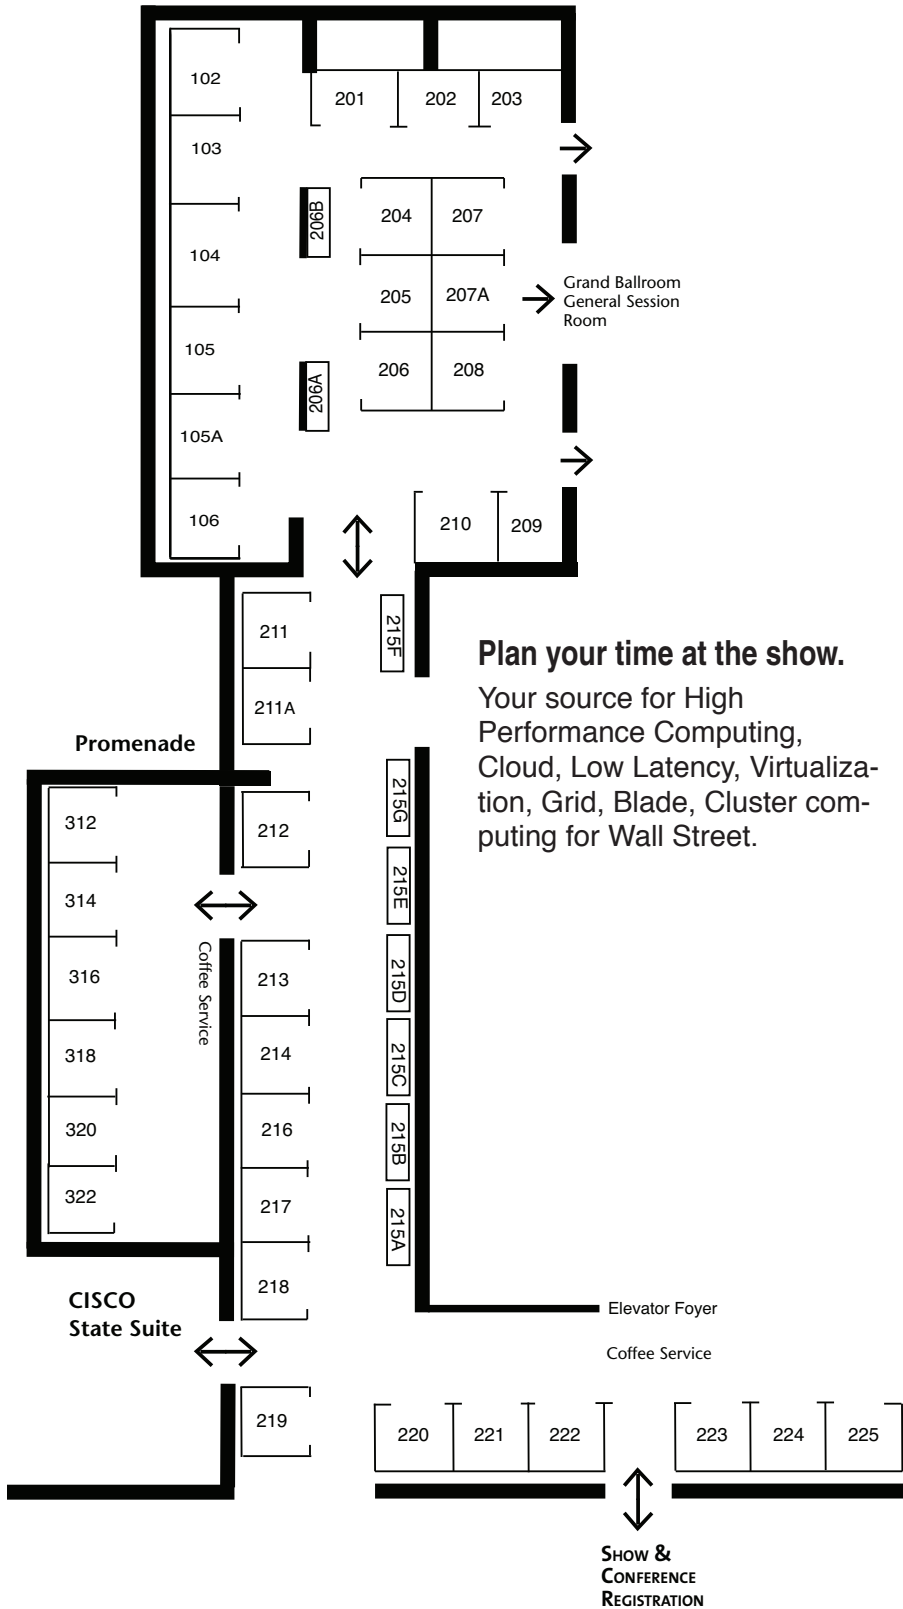 102
201
202
203
103
206B
204
207
104
205
207A
Grand Ballroom
General Session
Room
105
206A
206
208
105A
106
210
209
211
215F
211A
Plan your time at the show.
Your source for High
Performance Computing,
Cloud, Low Latency, Virtualiza-
tion, Grid, Blade, Cluster com-
puting for Wall Street.
Promenade
312
212
215G
314
215E
Coffee Service
316
213
215D
318
214
215C
320
216
215B
322
217
215A
CISCO
State Suite
218
Elevator Foyer
Coffee Service
219
220
221
222
223
224
225
SHOW &
CONFERENCE
REGISTRATION